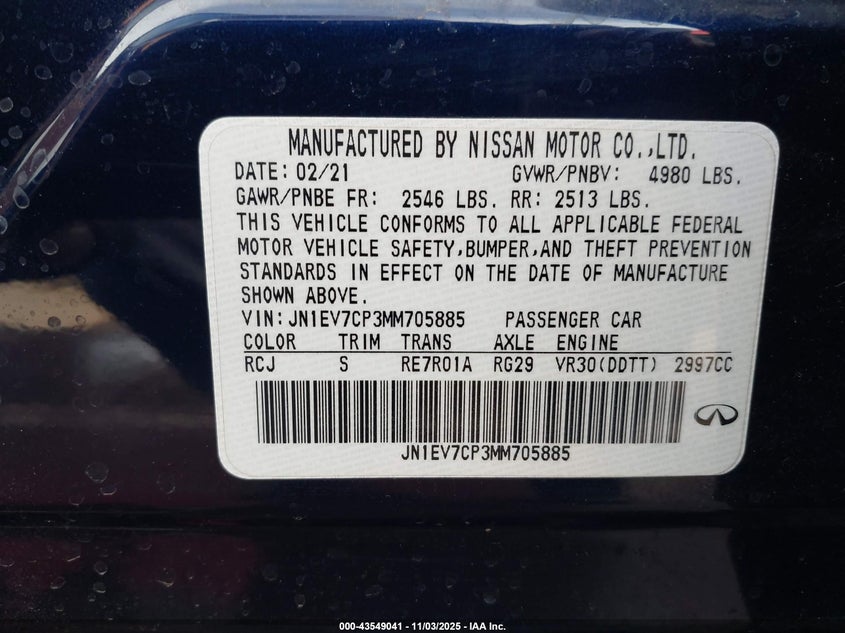 MANUFACTURED BY NISSAN MOTOR CO.,LTD.
DATE: 02/21 GVWR/PNBV: 4980 LBS.
GAWR/PNBE FR: 2546 LBS. RR: 2513 LBS.
THIS VEHICLE CONFORMS TO ALL APPLICABLE FEDERAL
MOTOR VEHICLE SAFETY,BUMPER,AND THEFT PREVENTION
STANDARDS IN EFFECT ON THE DATE OF MANUFACTURE
SHOWN ABOVE.
VIN:JN1EV7CP3MM705885 PASSENGER CAR
COLOR TRIM TRANS AXLE ENGINE
RCJ S RE7R01A RG29 VR30(DDTT) 2997CC
JN1EV7CP3MM705885
000-43549041 - 11/03/2025 - IAA Inc.